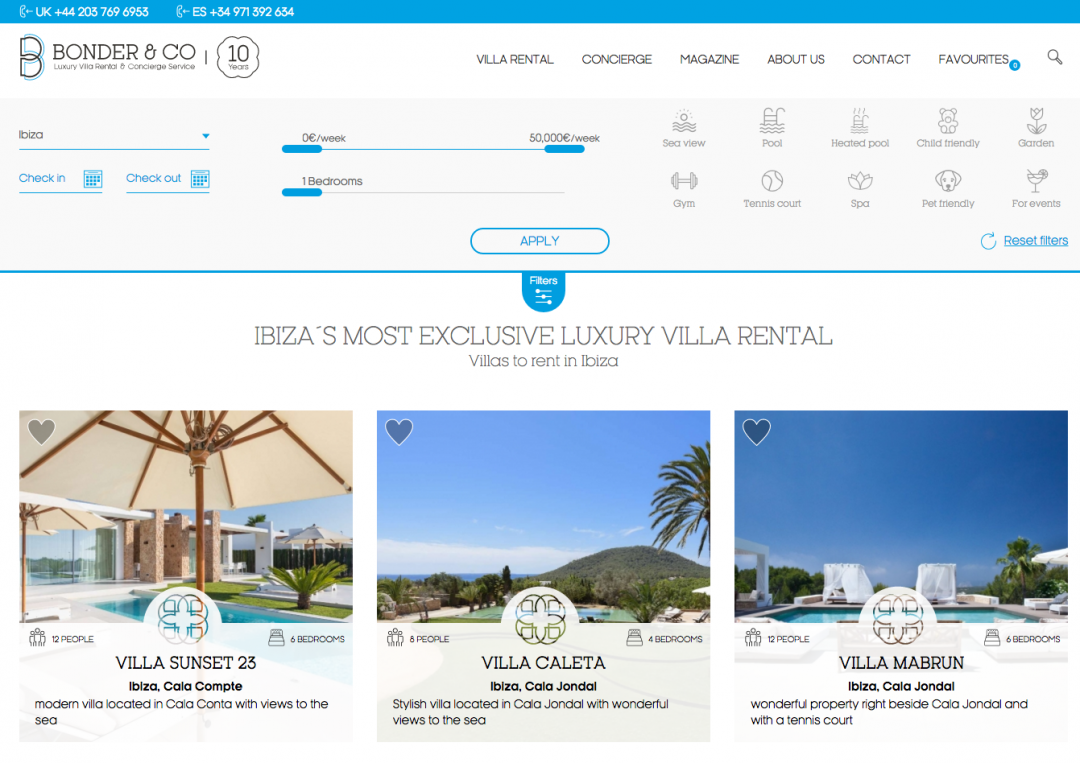 UK +44 203 769 6953 ES +34 971 392 634
BONDER & CO
Luxury Villa Rental & Concierge Service
10
Years
VILLA RENTAL CONCIERGE MAGAZINE ABOUT US CONTACT FAVOURITES 0
Ibiza
0€/week 50,000€/week
Sea view Pool Heated pool Child friendly Garden
Check in Check out
1 Bedrooms
Gym Tennis court Spa Pet friendly For events
APPLY
Reset filters
Filters
IBIZA´S MOST EXCLUSIVE LUXURY VILLA RENTAL
Villas to rent in Ibiza
12 PEOPLE 6 BEDROOMS
VILLA SUNSET 23
Ibiza, Cala Compte
modern villa located in Cala Conta with views to the
sea
8 PEOPLE 4 BEDROOMS
VILLA CALETA
Ibiza, Cala Jondal
Stylish villa located in Cala Jondal with wonderful
views to the sea
12 PEOPLE 6 BEDROOMS
VILLA MABRUN
Ibiza, Cala Jondal
wonderful property right beside Cala Jondal and
with a tennis court